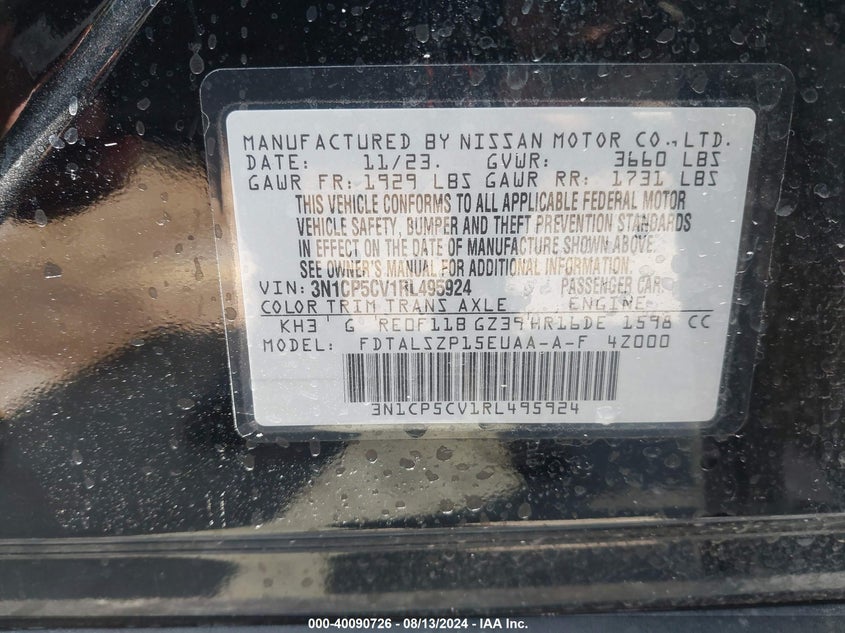 MANUFACTURED BY NISSAN MOTOR CO.,LTD.
DATE: 11/23. GVWR: 3660 LBS
GAWR FR: 1929 LBS GAWR RR: 1731 LBS
THIS VEHICLE CONFORMS TO ALL APPLICABLE FEDERAL MOTOR
VEHICLE SAFETY, BUMPER AND THEFT PREVENTION STANDARDS
IN EFFECT ON THE DATE OF MANUFACTURE SHOWN ABOVE.
SEE OWNER'S MANUAL FOR ADDITIONAL INFORMATION.
VIN: 3N1CP5CV1RL495924 PASSENGER CAR
COLOR TRIM TRANS AXLE ENGINE
KH3 G RE0F11B GZ39 HR16DE 1598 CC
MODEL: FDTALSZP15EUAA-A-F 4Z000
3N1CP5CV1RL495924
000-40090726 - 08/13/2024 - IAA Inc.